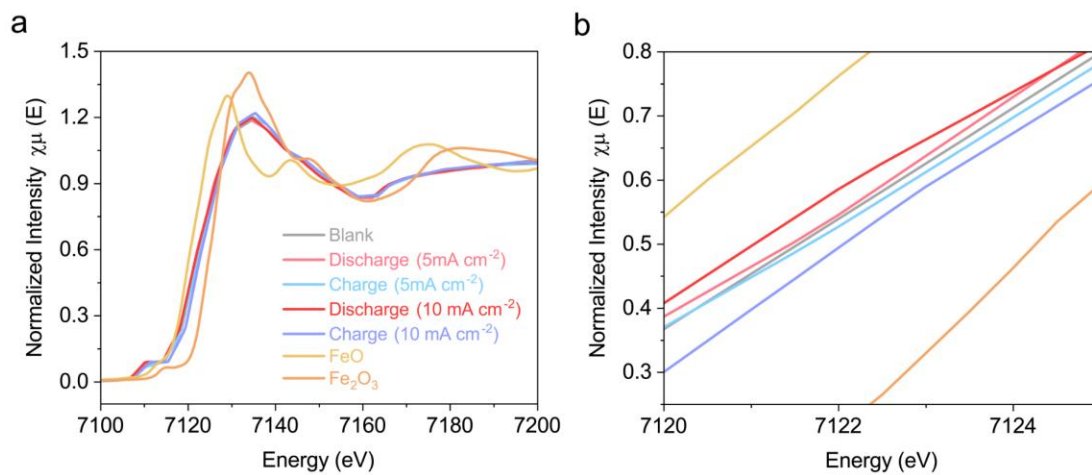 a
Normalized Intensity χμ (E)
1.5
1.2
0.9
0.6
0.3
0.0
Blank
Discharge (5mA cm⁻²)
Charge (5mA cm⁻²)
Discharge (10 mA cm⁻²)
Charge (10 mA cm⁻²)
FeO
Fe₂O₃
7100 7120 7140 7160 7180 7200
Energy (eV)
b
Normalized Intensity χμ (E)
0.8
0.7
0.6
0.5
0.4
0.3
7120 7122 7124
Energy (eV)